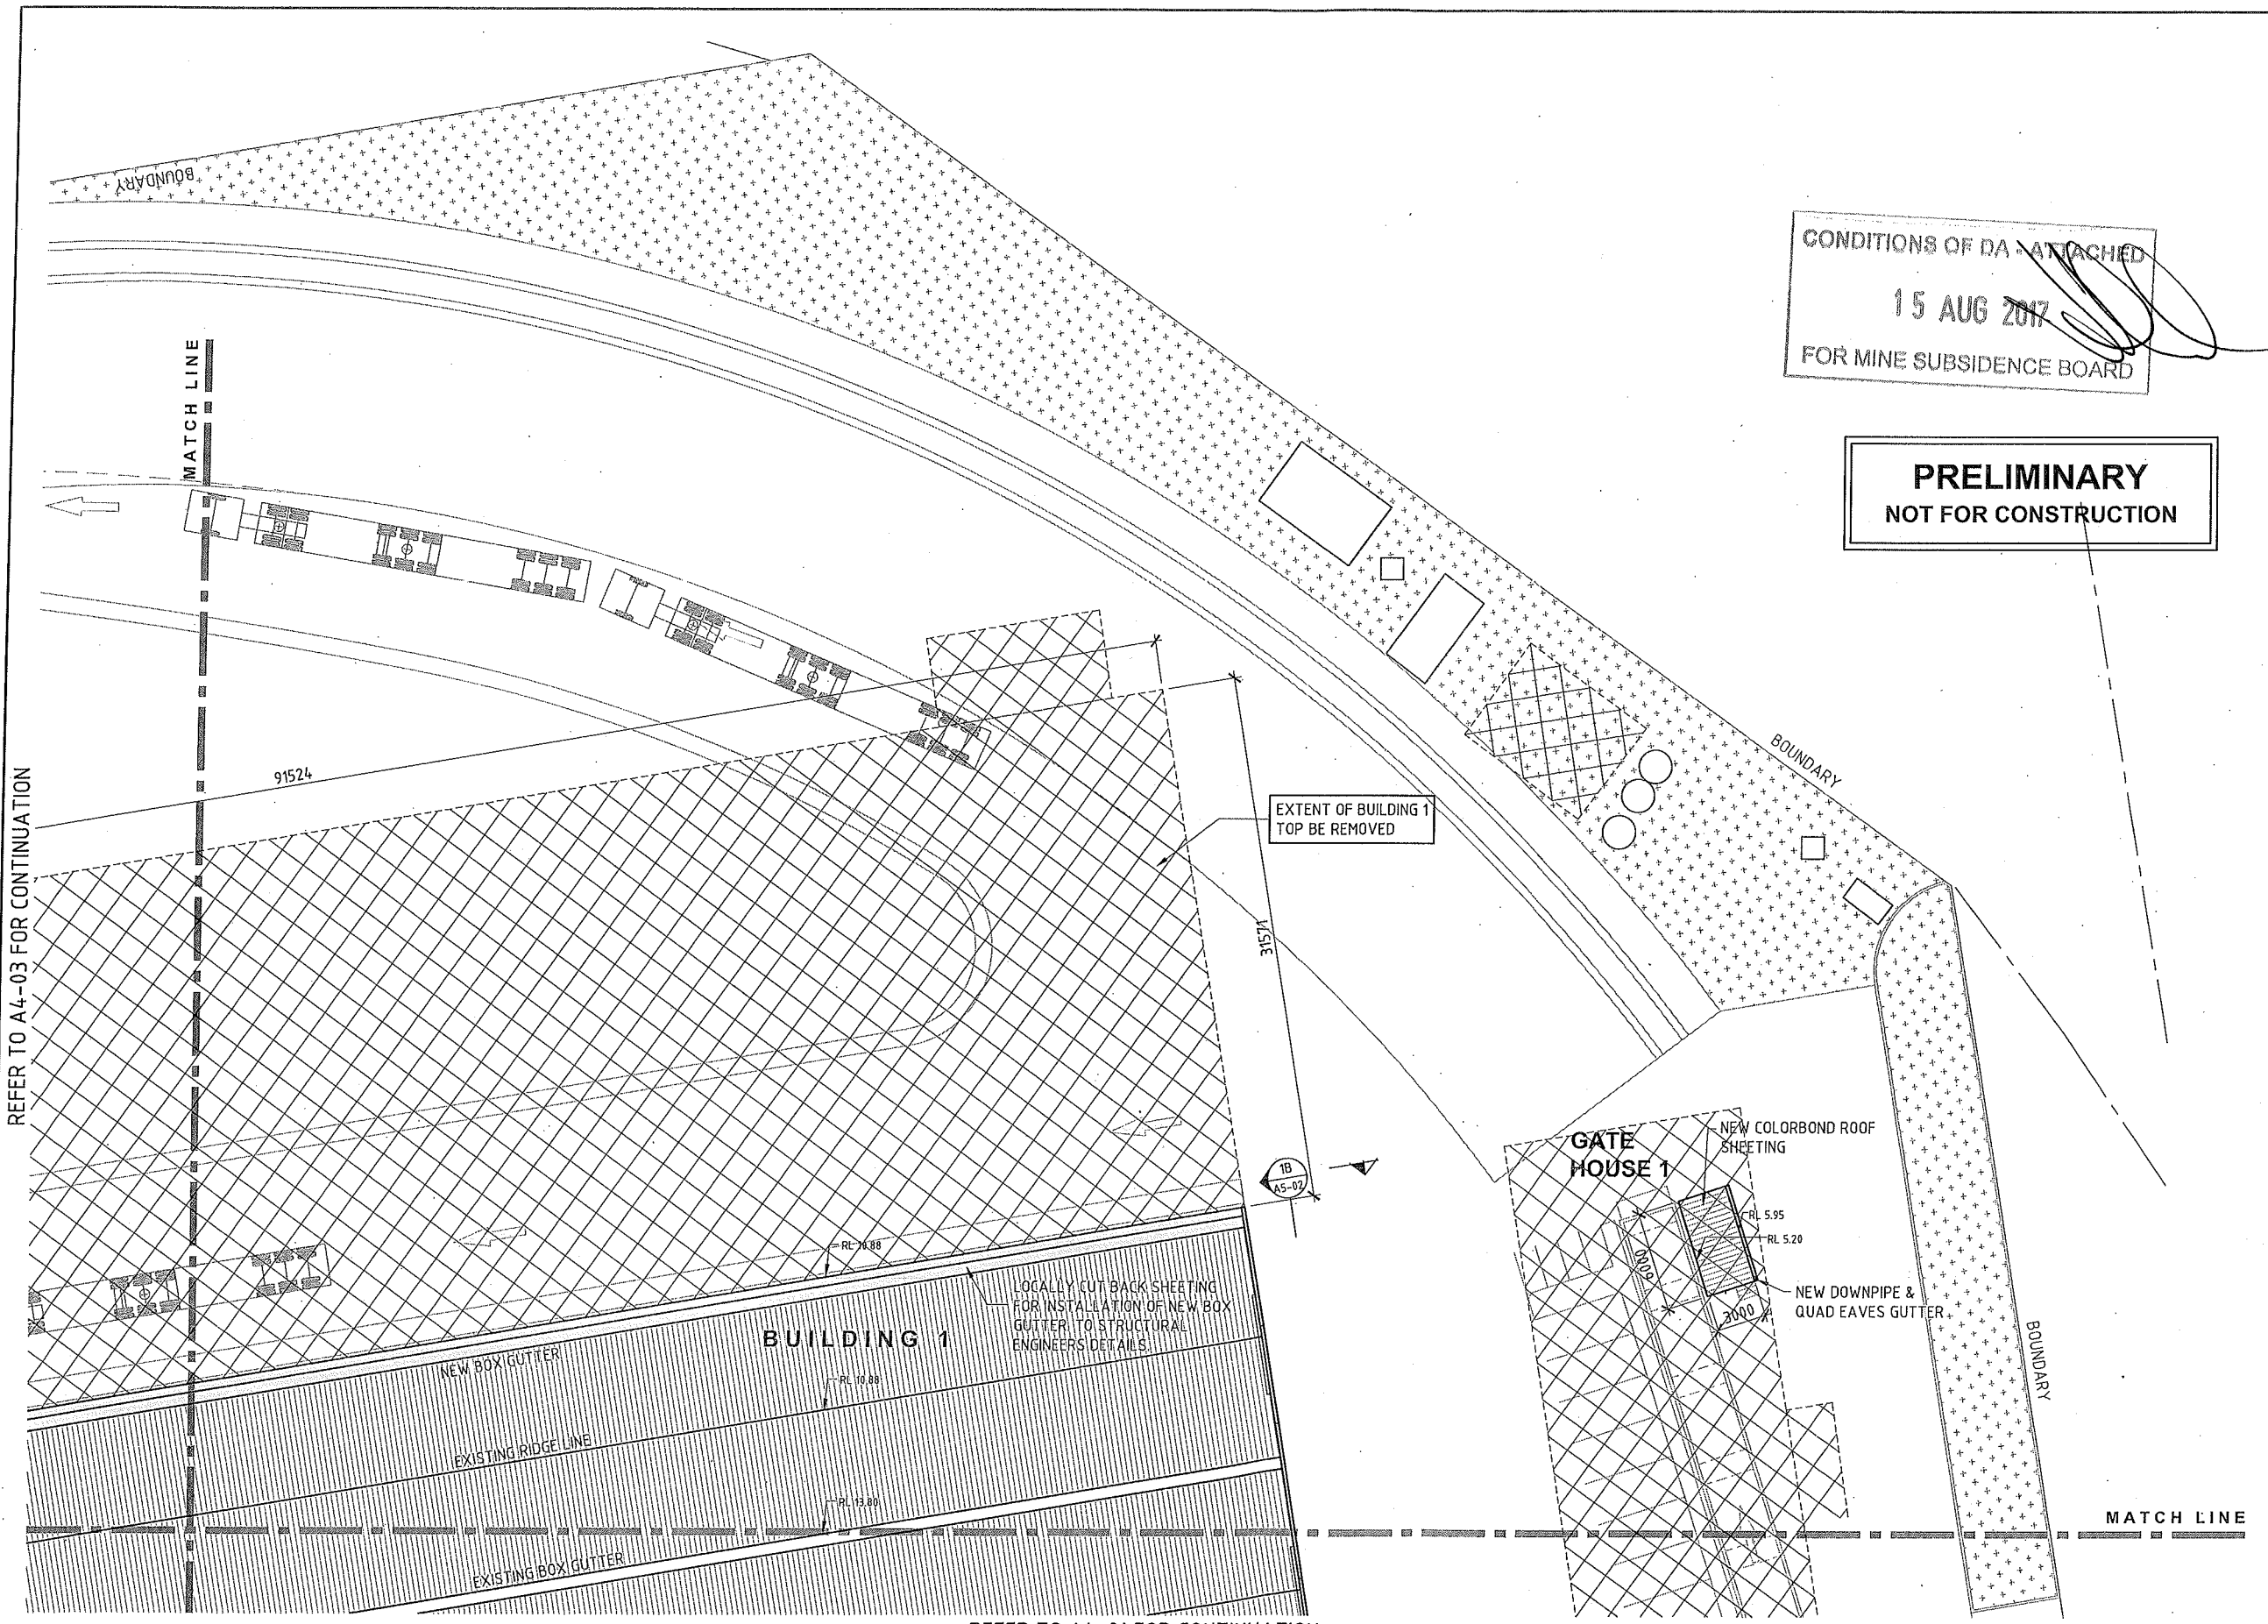 BOUNDARY
CONDITIONS OF DA - ATTACHED
15 AUG 2017
FOR MINE SUBSIDENCE BOARD
PRELIMINARY
NOT FOR CONSTRUCTION
MATCH LINE
REFER TO A4-03 FOR CONTINUATION
91524
BOUNDARY
EXTENT OF BUILDING 1
TOP BE REMOVED
31571
1B
A5-02
GATE
HOUSE 1
NEW COLORBOND ROOF
SHEETING
RL 5.95
RL 5.20
6000
3000
NEW DOWNPIPE &
QUAD EAVES GUTTER
BOUNDARY
RL 10.88
LOCALLY CUT BACK SHEETING
FOR INSTALLATION OF NEW BOX
GUTTER. TO STRUCTURAL
ENGINEERS DETAILS
BUILDING 1
NEW BOX GUTTER
RL 10.88
EXISTING RIDGE LINE
RL 13.80
EXISTING BOX GUTTER
MATCH LINE